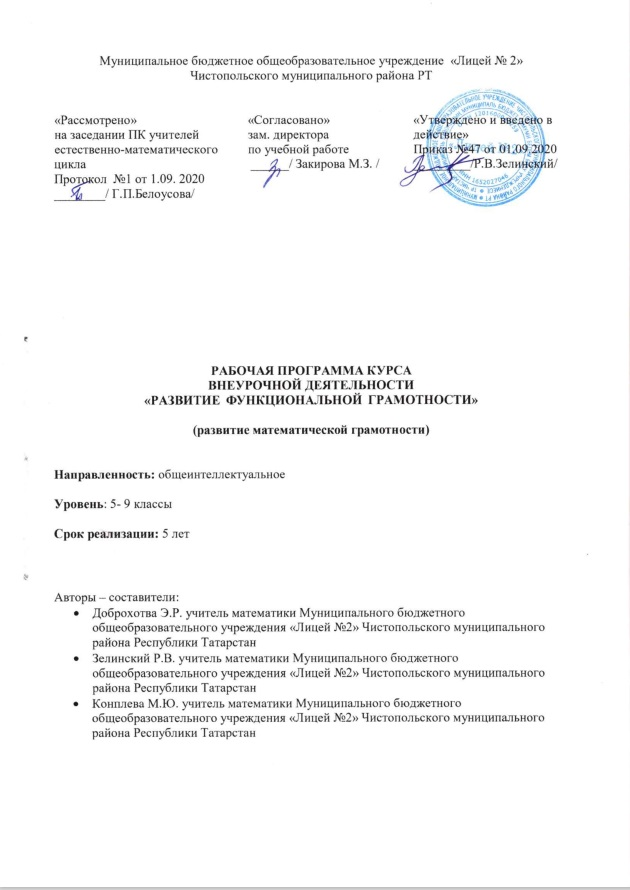 Муниципальное бюджетное общеобразовательное учреждение «Лицей № 2»
Чистопольского муниципального района РТ
«Рассмотрено»
на заседании ПК учителей
естественно-математического
цикла
Протокол №1 от 1.09. 2020
________/ Г.П.Белоусова/
«Согласовано»
зам. директора
по учебной работе
______/ Закирова М.З. /
«Утверждено и введено в
действие»
Приказ №47 от 01.09.2020
________/Р.В.Зелинский/
РАБОЧАЯ ПРОГРАММА КУРСА
ВНЕУРОЧНОЙ ДЕЯТЕЛЬНОСТИ
«РАЗВИТИЕ ФУНКЦИОНАЛЬНОЙ ГРАМОТНОСТИ»
(развитие математической грамотности)
Направленность: общеинтеллектуальное
Уровень: 5- 9 классы
Срок реализации: 5 лет
Авторы – составители:
• Доброхотва Э.Р. учитель математики Муниципального бюджетного
общеобразовательного учреждения «Лицей №2» Чистопольского муниципального
района Республики Татарстан
• Зелинский Р.В. учитель математики Муниципального бюджетного
общеобразовательного учреждения «Лицей №2» Чистопольского муниципального
района Республики Татарстан
• Конплева М.Ю. учитель математики Муниципального бюджетного
общеобразовательного учреждения «Лицей №2» Чистопольского муниципального
района Республики Татарстан